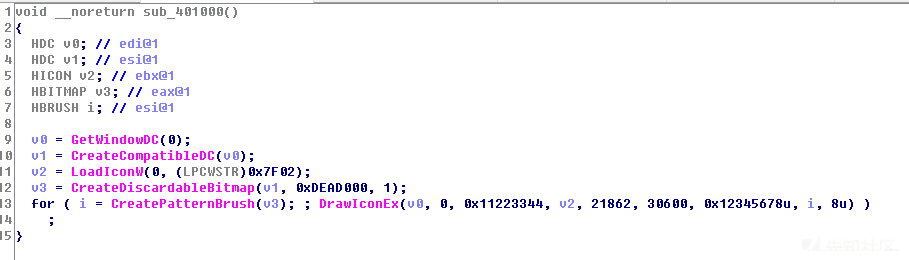 1 void __noreturn sub_401000()
2 {
3 HDC v0; // edi@1
4 HDC v1; // esi@1
5 HICON v2; // ebx@1
6 HBITMAP v3; // eax@1
7 HBRUSH i; // esi@1
8
9 v0 = GetWindowDC(0);
10 v1 = CreateCompatibleDC(v0);
11 v2 = LoadIconW(0, (LPCWSTR)0x7F02);
12 v3 = CreateDiscardableBitmap(v1, 0xDEAD000, 1);
13 for ( i = CreatePatternBrush(v3); ; DrawIconEx(v0, 0, 0x11223344, v2, 21862, 30600, 0x12345678u, i, 8u) )
14 ;
15 }
先知社区